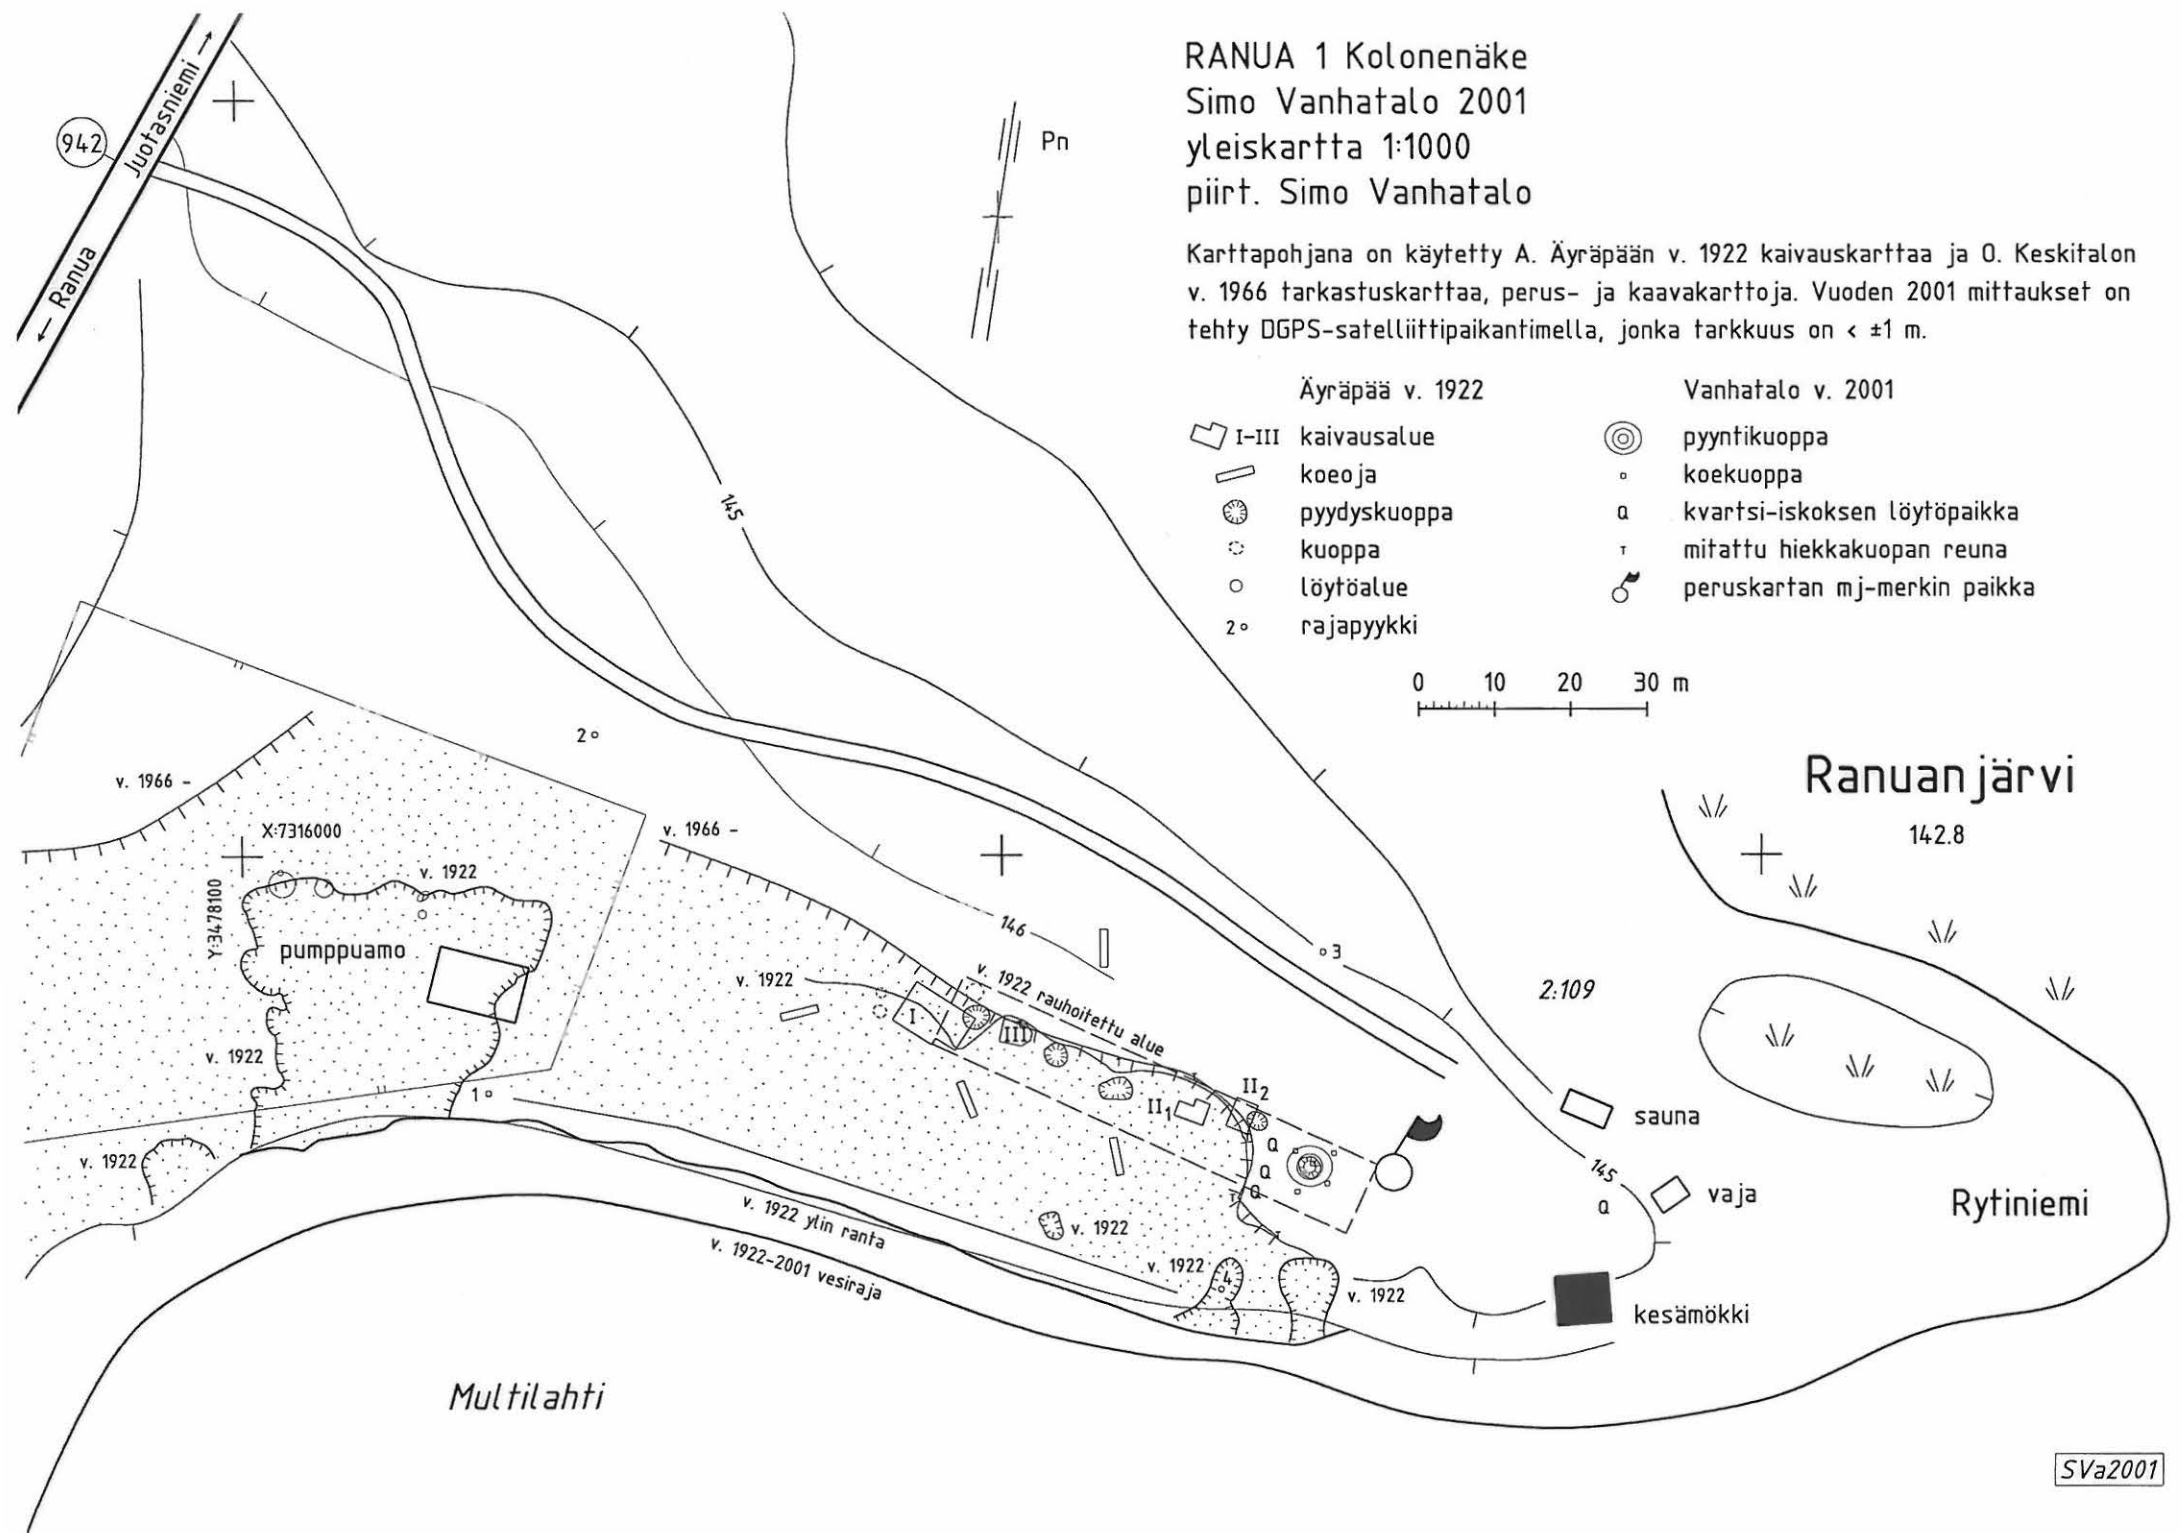 RANUA 1 Kolonenäke
Simo Vanhatalo 2001
yleiskartta 1:1000
piirt. Simo Vanhatalo
Karttapohjana on käytetty A. Äyräpään v. 1922 kaivauskarttaa ja O. Keskitalon
v. 1966 tarkastuskarttaa, perus- ja kaavakarttoja. Vuoden 2001 mittaukset on
tehty DGPS-satelliittipaikantimella, jonka tarkkuus on < ±1 m.
Äyräpää v. 1922
I-III kaivausalue
koeoja
pyydyskuoppa
kuoppa
löytöalue
2 rajapyykki
Vanhatalo v. 2001
pyyntikuoppa
koekuoppa
Q kvartsi-iskoksen löytöpaikka
T mitattu hiekkakuopan reuna
peruskartan mj-merkin paikka
0 10 20 30 m
Pn
942
Juotasniemi →
← Ranua
145
2
v. 1966 -
v. 1966 -
X:7316000
Y:3478100
v. 1922
pumppuamo
v. 1922
1
v. 1922
146
3
v. 1922
v. 1922 rauhoitettu alue
I
III
II1
II2
Q
Q
Q
v. 1922
v. 1922
4
v. 1922
v. 1922 ylin ranta
v. 1922-2001 vesiraja
Multilahti
Ranuanjärvi
142.8
2:109
sauna
145
Q
vaja
kesämökki
Rytiniemi
SVa2001